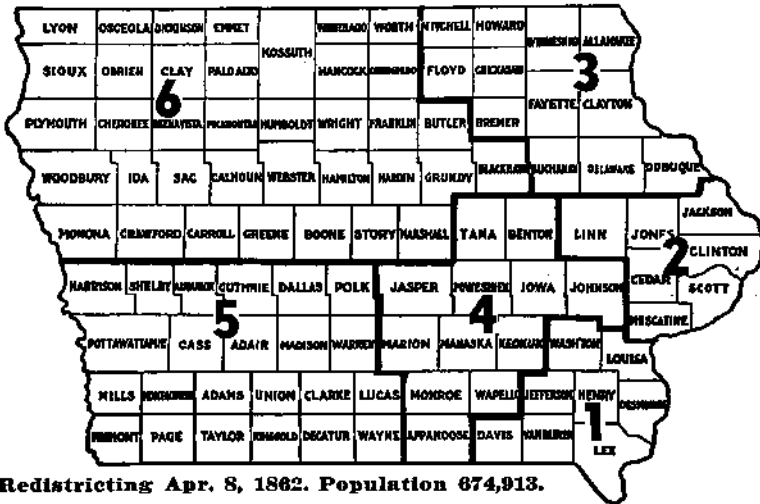 LYON OSCEOLA DICKINSON EMMET WINNEBAGO WORTH MITCHELL HOWARD WINNESHIEK ALLAMAKEE
KOSSUTH
SIOUX OBRIEN CLAY PALO ALTO HANCOCK FLOYD CHICKASAW 3
6
FAYETTE CLAYTON
PLYMOUTH CHEROKEE BUENA VISTA POCAHONTAS HUMBOLDT WRIGHT FRANKLIN BUTLER BREMER
WOODBURY IDA SAC CALHOUN WEBSTER HAMILTON HARDIN GRUNDY BLACKHAWK BUCHANAN DELAWARE DUBUQUE
JACKSON
MONONA CRAWFORD CARROLL GREENE BOONE STORY MARSHALL TAMA BENTON LINN JONES
CLINTON
2
HARRISON SHELBY AUDUBON GUTHRIE DALLAS POLK JASPER POWESHIEK IOWA JOHNSON CEDAR SCOTT
5 4
MUSCATINE
POTTAWATTAMIE CASS ADAIR MADISON WARREN MARION MAHASKA KEOKUK WASH'TON
LOUISA
MILLS ADAMS UNION CLARKE LUCAS MONROE WAPELLO JEFFERSON HENRY
DESMOINES
1
FREMONT PAGE TAYLOR RINGGOLD DECATUR WAYNE APPANOOSE DAVIS VANBUREN
LEE
Redistricting Apr. 8, 1862. Population 674,913.